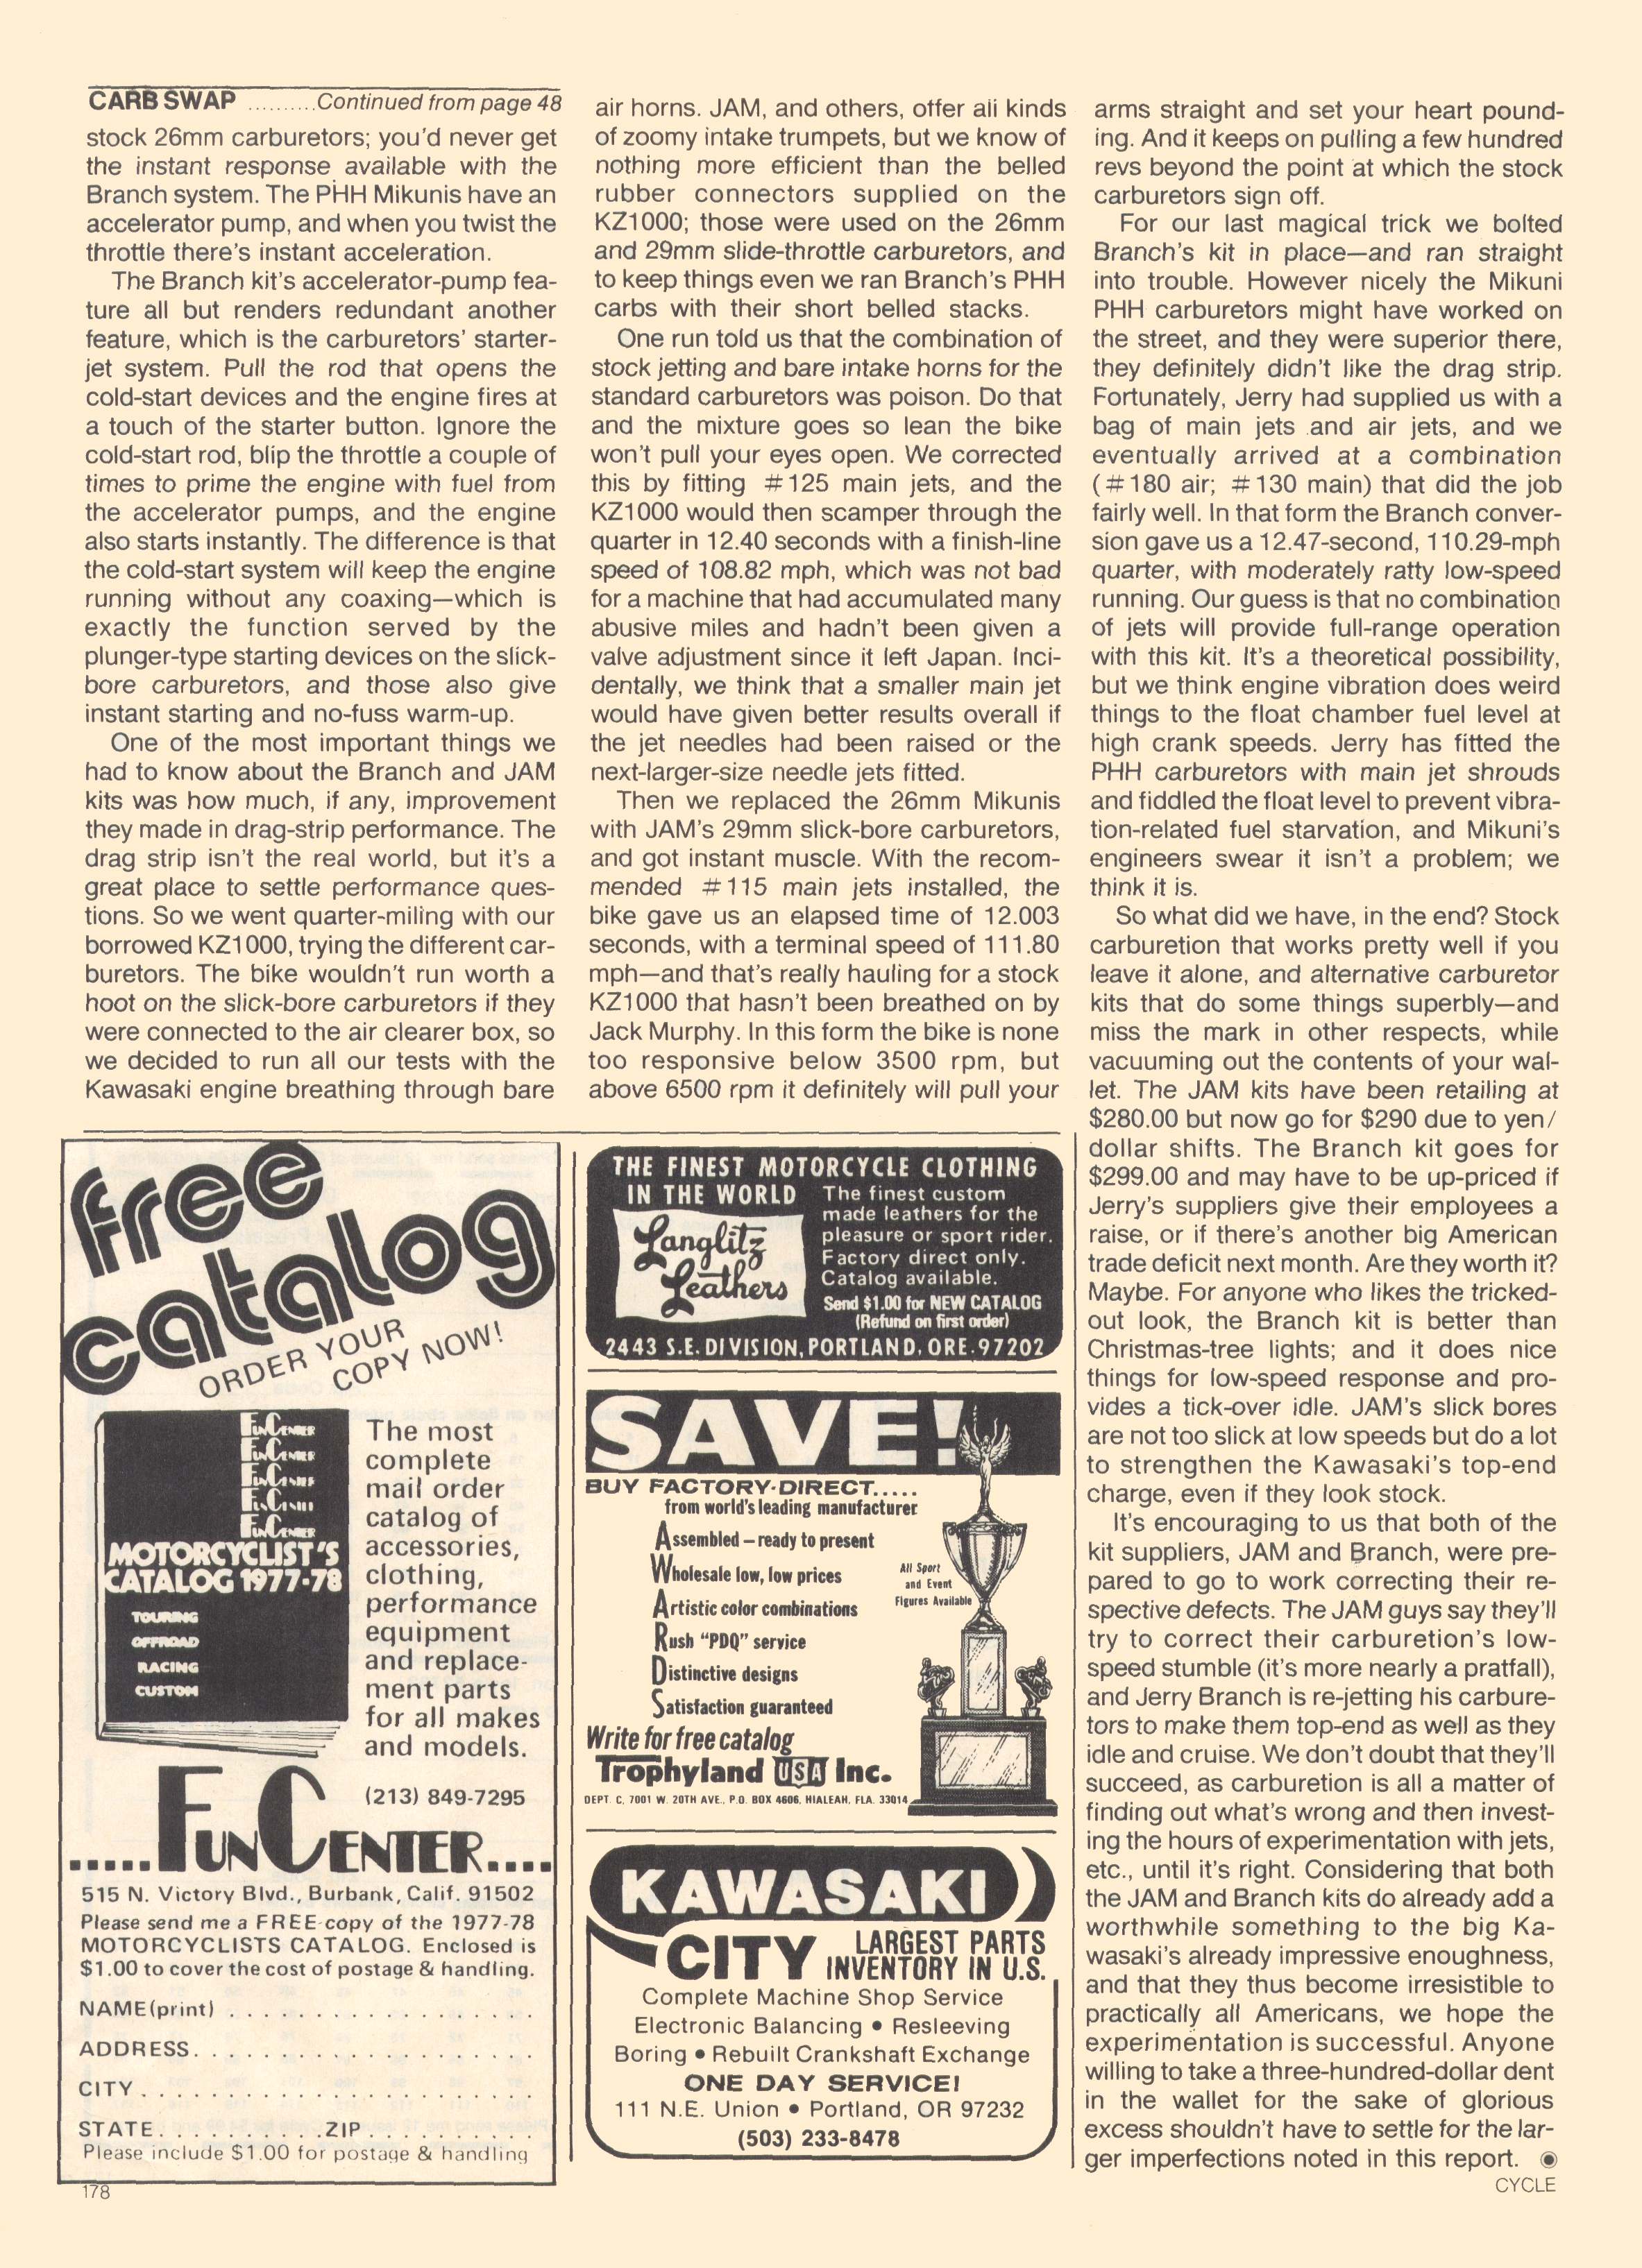 CARB SWAP ..........Continued from page 48
stock 26mm carburetors; you'd never get
the instant response available with the
Branch system. The PHH Mikunis have an
accelerator pump, and when you twist the
throttle there's instant acceleration.
The Branch kit's accelerator-pump fea-
ture all but renders redundant another
feature, which is the carburetors' starter-
jet system. Pull the rod that opens the
cold-start devices and the engine fires at
a touch of the starter button. Ignore the
cold-start rod, blip the throttle a couple of
times to prime the engine with fuel from
the accelerator pumps, and the engine
also starts instantly. The difference is that
the cold-start system will keep the engine
running without any coaxing—which is
exactly the function served by the
plunger-type starting devices on the slick-
bore carburetors, and those also give
instant starting and no-fuss warm-up.
One of the most important things we
had to know about the Branch and JAM
kits was how much, if any, improvement
they made in drag-strip performance. The
drag strip isn't the real world, but it's a
great place to settle performance ques-
tions. So we went quarter-miling with our
borrowed KZ1000, trying the different car-
buretors. The bike wouldn't run worth a
hoot on the slick-bore carburetors if they
were connected to the air clearer box, so
we decided to run all our tests with the
Kawasaki engine breathing through bare
air horns. JAM, and others, offer all kinds
of zoomy intake trumpets, but we know of
nothing more efficient than the belled
rubber connectors supplied on the
KZ1000; those were used on the 26mm
and 29mm slide-throttle carburetors, and
to keep things even we ran Branch's PHH
carbs with their short belled stacks.
One run told us that the combination of
stock jetting and bare intake horns for the
standard carburetors was poison. Do that
and the mixture goes so lean the bike
won't pull your eyes open. We corrected
this by fitting #125 main jets, and the
KZ1000 would then scamper through the
quarter in 12.40 seconds with a finish-line
speed of 108.82 mph, which was not bad
for a machine that had accumulated many
abusive miles and hadn't been given a
valve adjustment since it left Japan. Inci-
dentally, we think that a smaller main jet
would have given better results overall if
the jet needles had been raised or the
next-larger-size needle jets fitted.
Then we replaced the 26mm Mikunis
with JAM's 29mm slick-bore carburetors,
and got instant muscle. With the recom-
mended #115 main jets installed, the
bike gave us an elapsed time of 12.003
seconds, with a terminal speed of 111.80
mph—and that's really hauling for a stock
KZ1000 that hasn't been breathed on by
Jack Murphy. In this form the bike is none
too responsive below 3500 rpm, but
above 6500 rpm it definitely will pull your
arms straight and set your heart pound-
ing. And it keeps on pulling a few hundred
revs beyond the point at which the stock
carburetors sign off.
For our last magical trick we bolted
Branch's kit in place—and ran straight
into trouble. However nicely the Mikuni
PHH carburetors might have worked on
the street, and they were superior there,
they definitely didn't like the drag strip.
Fortunately, Jerry had supplied us with a
bag of main jets and air jets, and we
eventually arrived at a combination
(#180 air; #130 main) that did the job
fairly well. In that form the Branch conver-
sion gave us a 12.47-second, 110.29-mph
quarter, with moderately ratty low-speed
running. Our guess is that no combination
of jets will provide full-range operation
with this kit. It's a theoretical possibility,
but we think engine vibration does weird
things to the float chamber fuel level at
high crank speeds. Jerry has fitted the
PHH carburetors with main jet shrouds
and fiddled the float level to prevent vibra-
tion-related fuel starvation, and Mikuni's
engineers swear it isn't a problem; we
think it is.
So what did we have, in the end? Stock
carburetion that works pretty well if you
leave it alone, and alternative carburetor
kits that do some things superbly—and
miss the mark in other respects, while
vacuuming out the contents of your wal-
let. The JAM kits have been retailing at
$280.00 but now go for $290 due to yen/
dollar shifts. The Branch kit goes for
$299.00 and may have to be up-priced if
Jerry's suppliers give their employees a
raise, or if there's another big American
trade deficit next month. Are they worth it?
Maybe. For anyone who likes the tricked-
out look, the Branch kit is better than
Christmas-tree lights; and it does nice
things for low-speed response and pro-
vides a tick-over idle. JAM's slick bores
are not too slick at low speeds but do a lot
to strengthen the Kawasaki's top-end
charge, even if they look stock.
It's encouraging to us that both of the
kit suppliers, JAM and Branch, were pre-
pared to go to work correcting their re-
spective defects. The JAM guys say they'll
try to correct their carburetion's low-
speed stumble (it's more nearly a pratfall),
and Jerry Branch is re-jetting his carbure-
tors to make them top-end as well as they
idle and cruise. We don't doubt that they'll
succeed, as carburetion is all a matter of
finding out what's wrong and then invest-
ing the hours of experimentation with jets,
etc., until it's right. Considering that both
the JAM and Branch kits do already add a
worthwhile something to the big Ka-
wasaki's already impressive enoughness,
and that they thus become irresistible to
practically all Americans, we hope the
experimentation is successful. Anyone
willing to take a three-hundred-dollar dent
in the wallet for the sake of glorious
excess shouldn't have to settle for the lar-
ger imperfections noted in this report.
free
catalog
ORDER YOUR
COPY NOW!
FUNCENTER
FUNCENTER
FUNCENTER
FUNCENTER
FUNCENTER
MOTORCYCLIST'S
CATALOG 1977-78
TOURING
OFFROAD
RACING
CUSTOM
The most
complete
mail order
catalog of
accessories,
clothing,
performance
equipment
and replace-
ment parts
for all makes
and models.
(213) 849-7295
.....FUNCENTER....
515 N. Victory Blvd., Burbank, Calif. 91502
Please send me a FREE copy of the 1977-78
MOTORCYCLISTS CATALOG. Enclosed is
$1.00 to cover the cost of postage & handling.
NAME(print) . . . . . . . . . . . . . . . . . .
ADDRESS. . . . . . . . . . . . . . . . . . . .
CITY. . . . . . . . . . . . . . . . . . . . . . .
STATE. . . . . . . . . . .ZIP. . . . . . . . . . .
Please include $1.00 for postage & handling
THE FINEST MOTORCYCLE CLOTHING
IN THE WORLD
Langlitz
Leathers
The finest custom
made leathers for the
pleasure or sport rider.
Factory direct only.
Catalog available.
Send $1.00 for NEW CATALOG
(Refund on first order)
2443 S.E. DIVISION, PORTLAND, ORE. 97202
SAVE!
BUY FACTORY-DIRECT.....
from world's leading manufacturer
Assembled – ready to present
Wholesale low, low prices
Artistic color combinations
Rush "PDQ" service
Distinctive designs
Satisfaction guaranteed
All Sport
and Event
Figures Available
Write for free catalog
Trophyland USA Inc.
DEPT. C, 7001 W. 20TH AVE., P.O. BOX 4606, HIALEAH, FLA. 33014
KAWASAKI
CITY
LARGEST PARTS
INVENTORY IN U.S.
Complete Machine Shop Service
Electronic Balancing • Resleeving
Boring • Rebuilt Crankshaft Exchange
ONE DAY SERVICE!
111 N.E. Union • Portland, OR 97232
(503) 233-8478
178
CYCLE